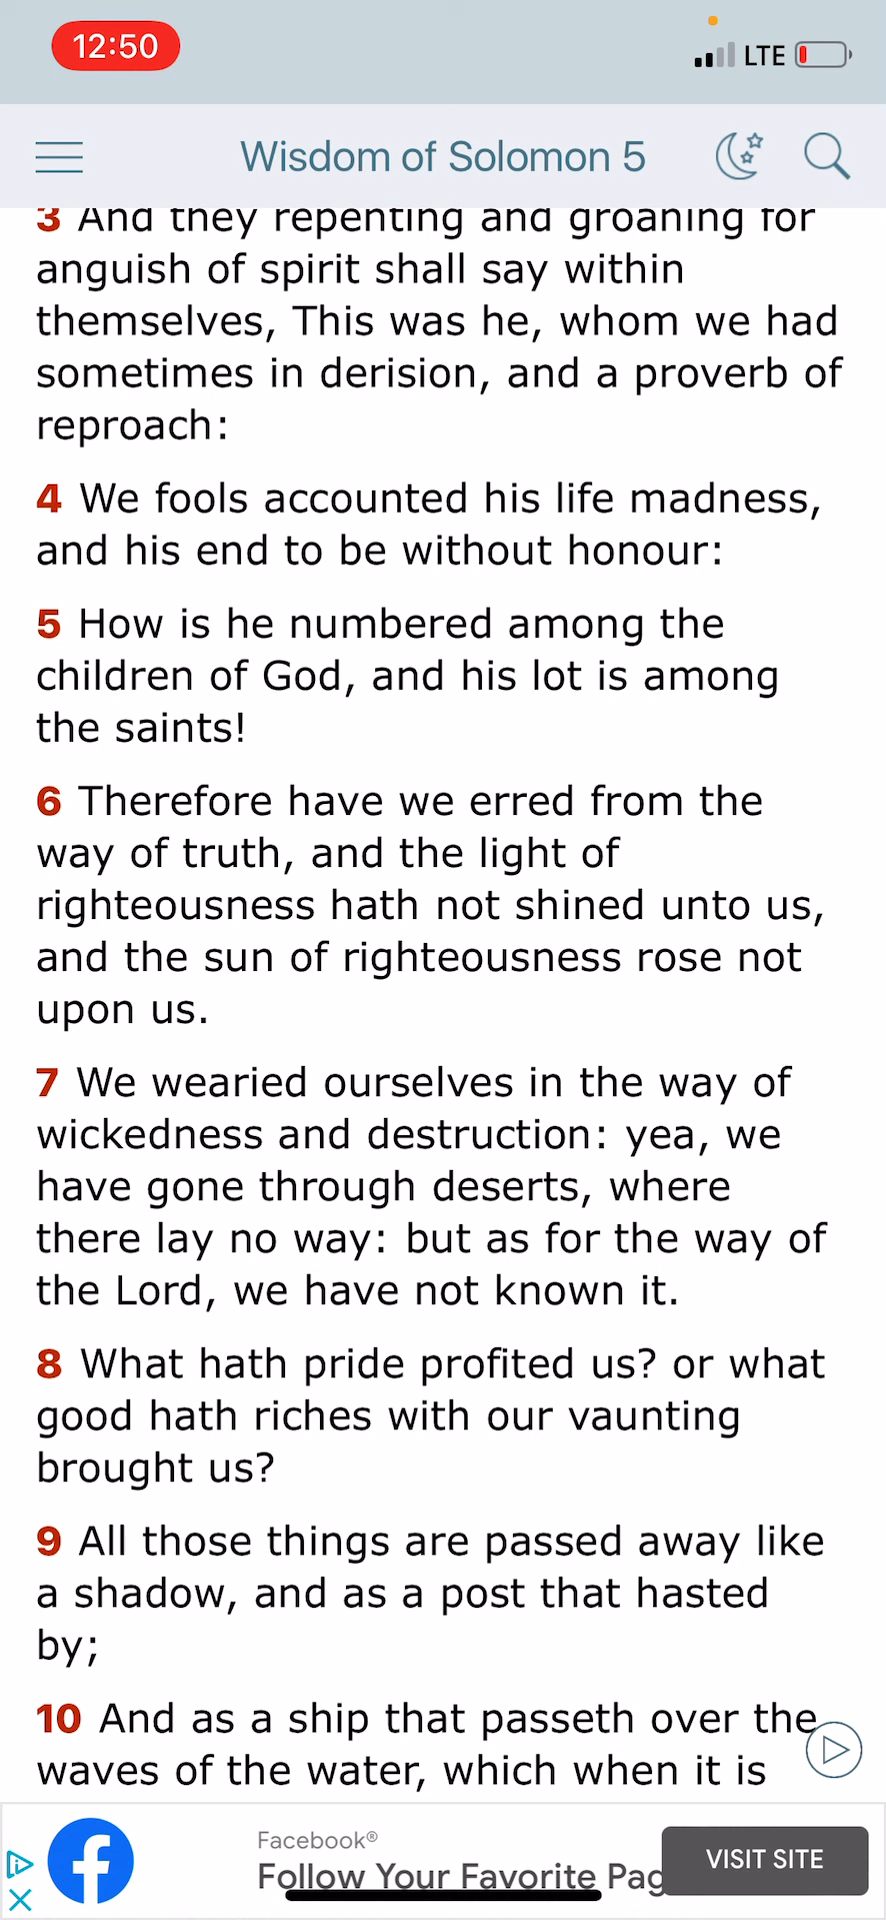 12:50
LTE
Wisdom of Solomon 5
3 And they repenting and groaning for
anguish of spirit shall say within
themselves, This was he, whom we had
sometimes in derision, and a proverb of
reproach:
4 We fools accounted his life madness,
and his end to be without honour:
5 How is he numbered among the
children of God, and his lot is among
the saints!
6 Therefore have we erred from the
way of truth, and the light of
righteousness hath not shined unto us,
and the sun of righteousness rose not
upon us.
7 We wearied ourselves in the way of
wickedness and destruction: yea, we
have gone through deserts, where
there lay no way: but as for the way of
the Lord, we have not known it.
8 What hath pride profited us? or what
good hath riches with our vaunting
brought us?
9 All those things are passed away like
a shadow, and as a post that hasted
by;
10 And as a ship that passeth over the
waves of the water, which when it is
Facebook®
Follow Your Favorite Pag
VISIT SITE